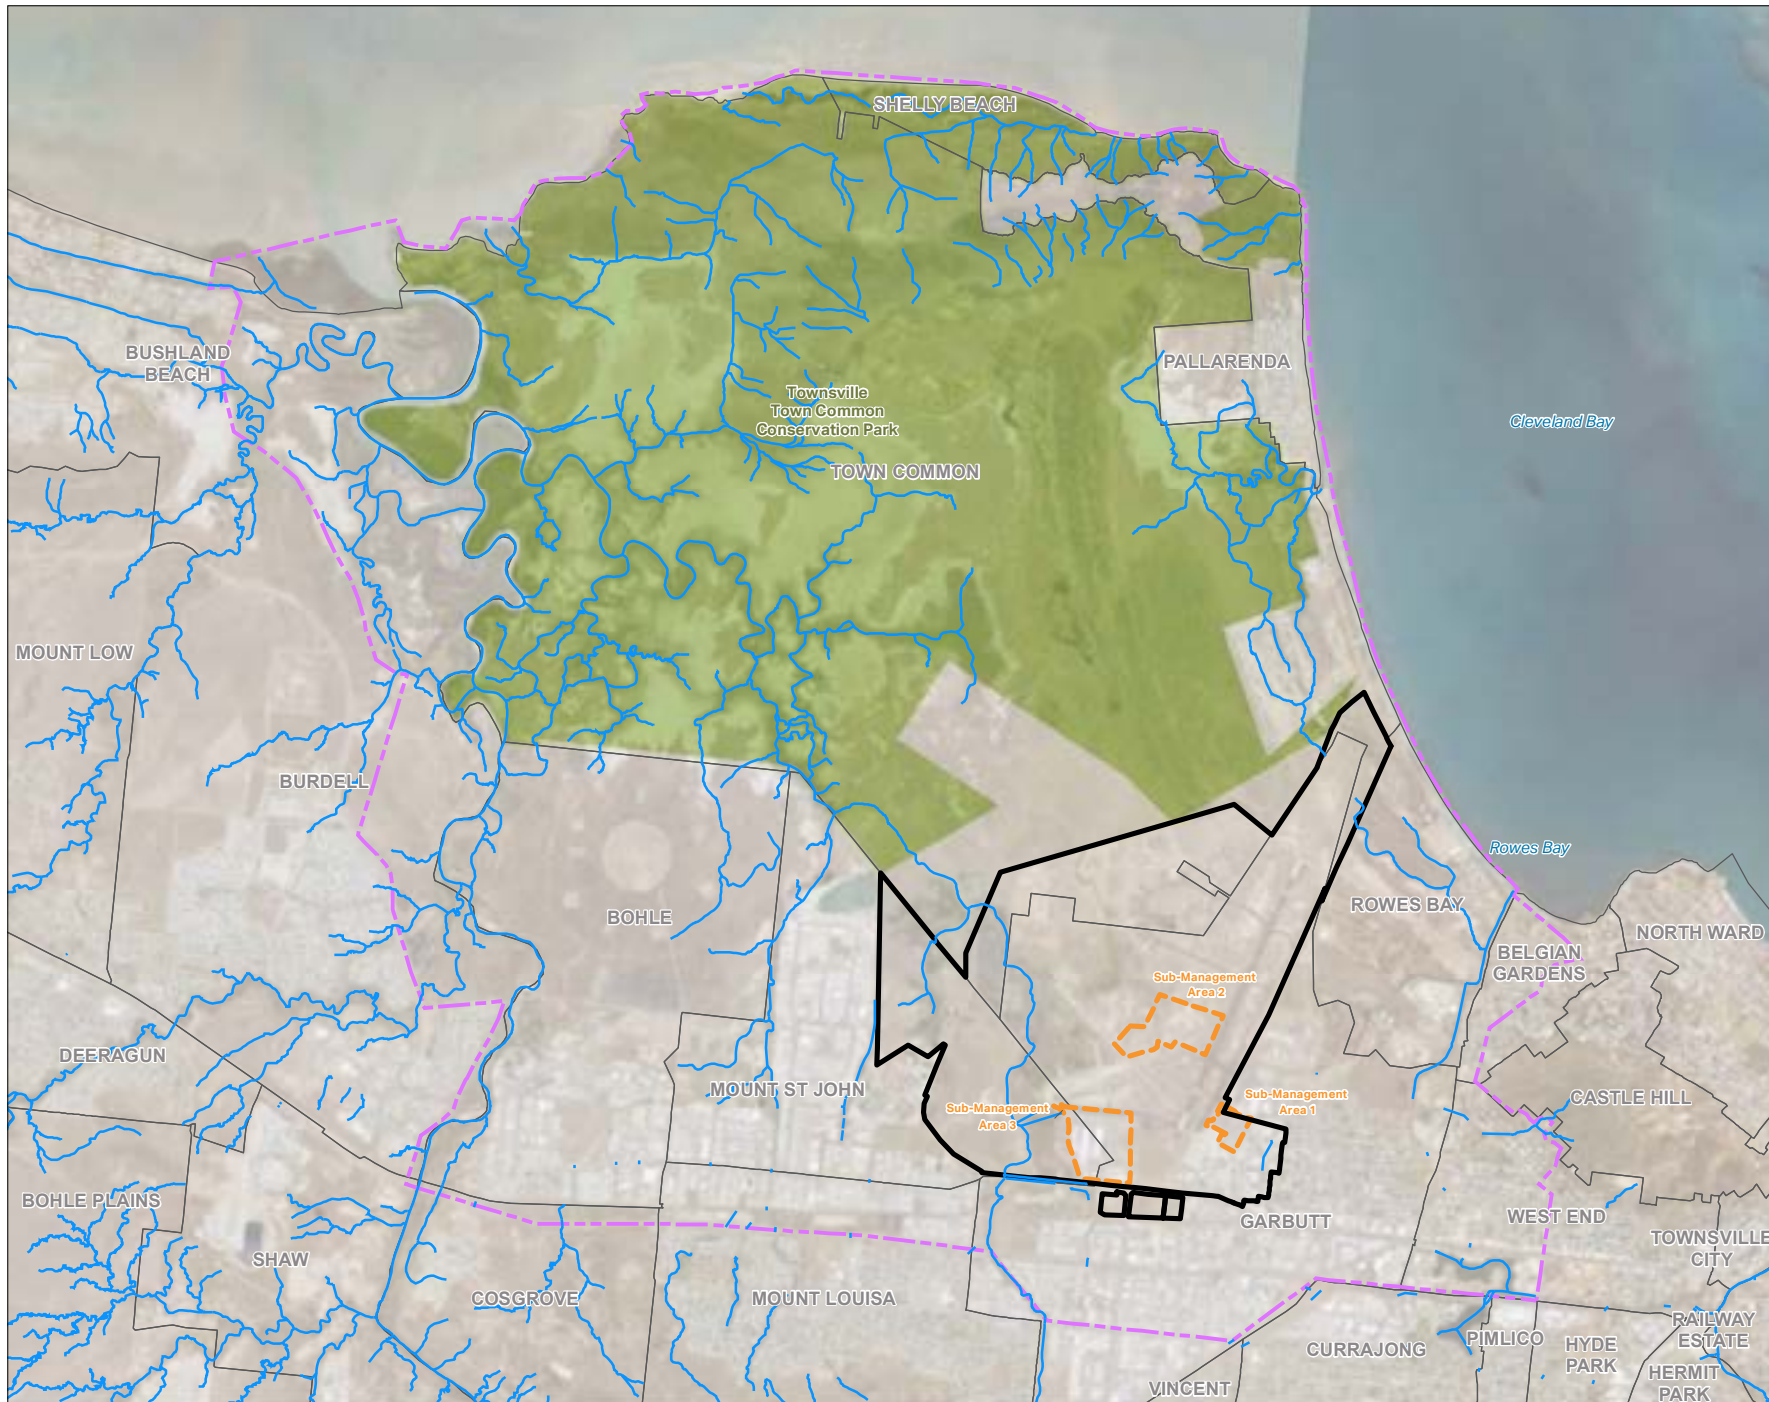 SHELLY BEACH
BUSHLAND
BEACH
PALLARENDA
Townsville
Town Common
Conservation Park
Cleveland Bay
TOWN COMMON
MOUNT LOW
BURDELL
Rowes Bay
BOHLE
ROWES BAY
NORTH WARD
BELGIAN
GARDENS
Sub-Management
Area 2
DEERAGUN
MOUNT ST JOHN
Sub-Management
Area 1
CASTLE HILL
Sub-Management
Area 3
BOHLE PLAINS
GARBUTT
WEST END
TOWNSVILLE
CITY
SHAW
COSGROVE
MOUNT LOUISA
RAILWAY
ESTATE
PIMLICO
CURRAJONG
HYDE
PARK
HERMIT
PARK
VINCENT